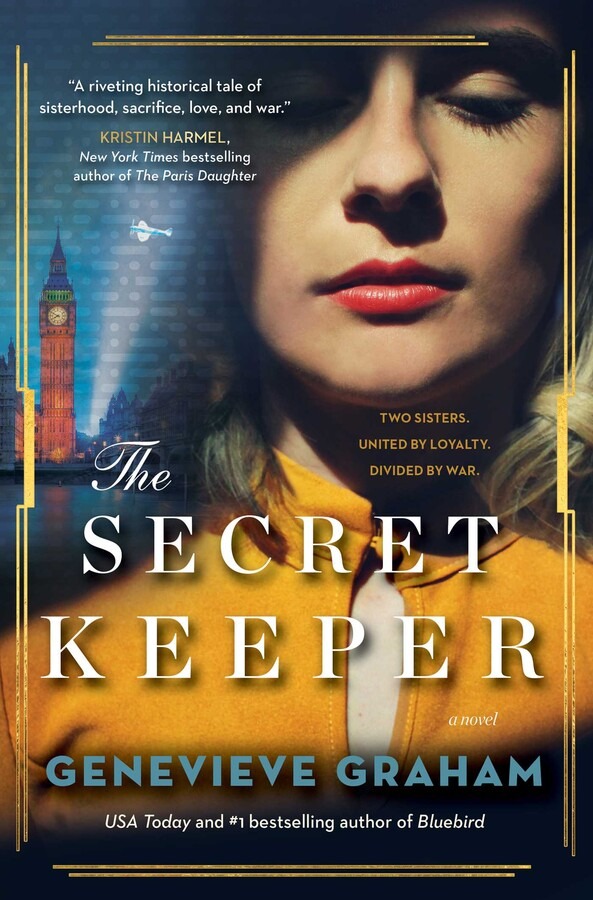 “A riveting historical tale of
sisterhood, sacrifice, love, and war.”
KRISTIN HARMEL,
New York Times bestselling
author of The Paris Daughter
TWO SISTERS.
UNITED BY LOYALTY.
DIVIDED BY WAR.
The
SECRET
KEEPER
a novel
GENEVIEVE GRAHAM
USA Today and #1 bestselling author of Bluebird